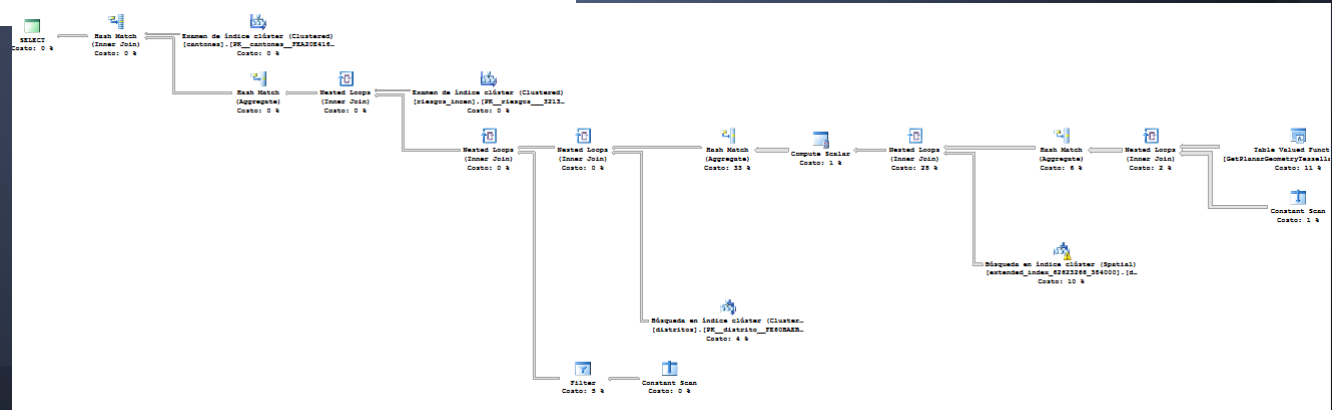 SELECT
Costo: 0 %
Hash Match
(Inner Join)
Costo: 0 %
Examen de índice clúster (Clustered)
[cantones].[PK__cantones__FEA20E416…
Costo: 0 %
Hash Match
(Aggregate)
Costo: 0 %
Nested Loops
(Inner Join)
Costo: 0 %
Examen de índice clúster (Clustered)
[riesgos_incen].[PK__riesgos___3213…
Costo: 0 %
Nested Loops
(Inner Join)
Costo: 0 %
Nested Loops
(Inner Join)
Costo: 0 %
Hash Match
(Aggregate)
Costo: 33 %
Compute Scalar
Costo: 1 %
Nested Loops
(Inner Join)
Costo: 28 %
Hash Match
(Aggregate)
Costo: 6 %
Nested Loops
(Inner Join)
Costo: 2 %
Table Valued Funct
[GetPlanarGeometryTessella
Costo: 11 %
Constant Scan
Costo: 1 %
Búsqueda en índice clúster (Spatial)
[extended_index_62623266_384000].[d…
Costo: 10 %
Búsqueda en índice clúster (Cluster…
[distritos].[PK__distrito__FE60BAEB…
Costo: 4 %
Filter
Costo: 5 %
Constant Scan
Costo: 0 %